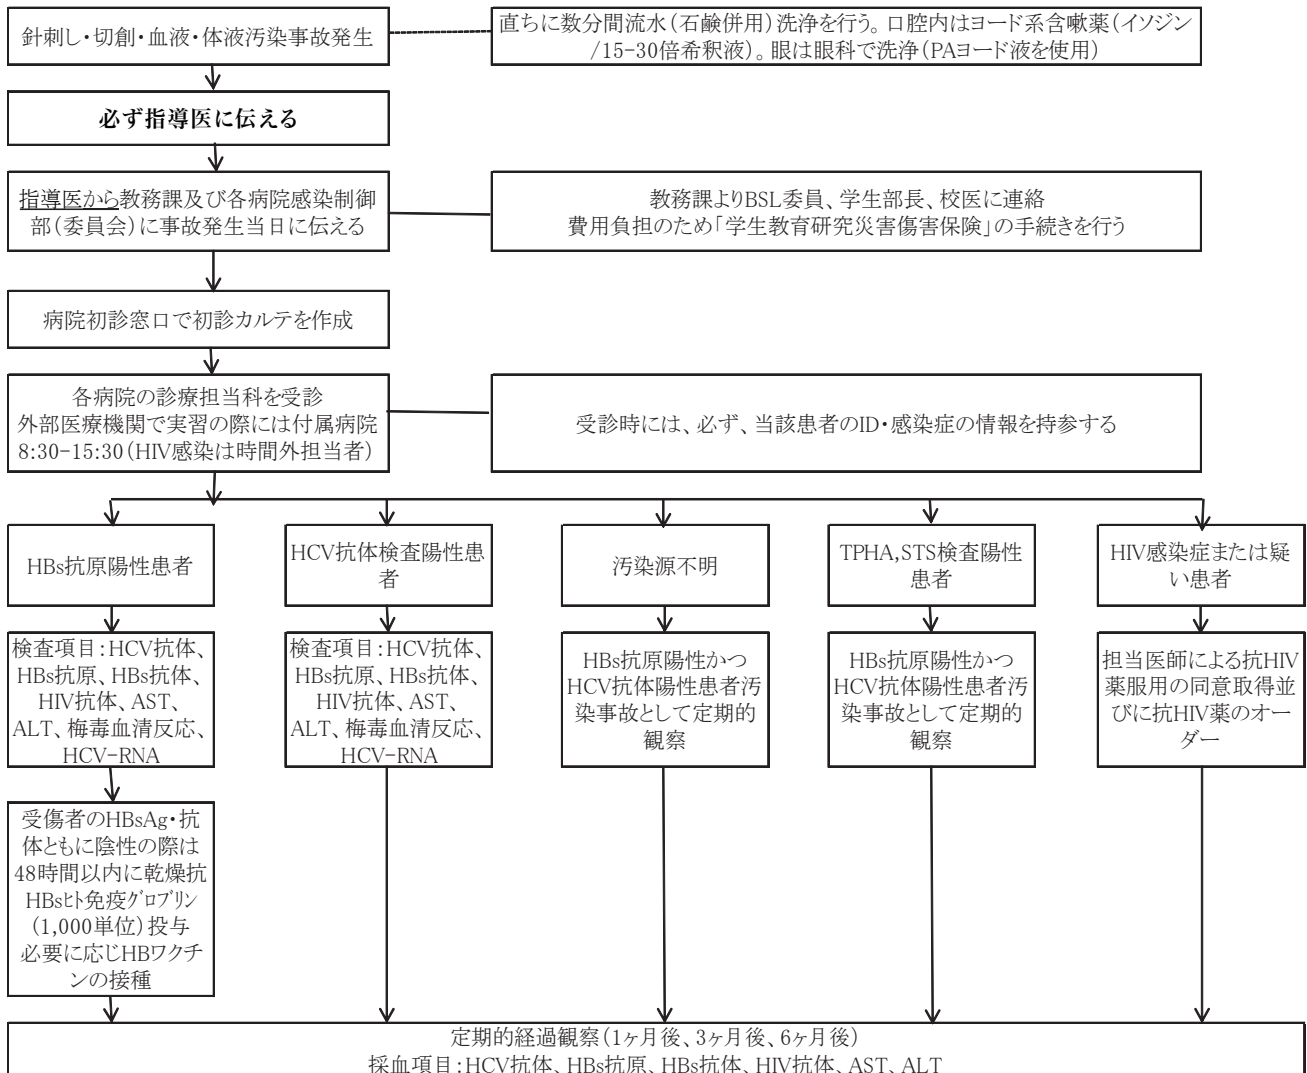 針刺し・切創・血液・体液汚染事故発生
直ちに数分間流水（石鹸併用）洗浄を行う。口腔内はヨード系含嗽薬（イソジン
/15-30倍希釈液）。眼は眼科で洗浄（PAヨード液を使用）
必ず指導医に伝える
指導医から教務課及び各病院感染制御
部（委員会）に事故発生当日に伝える
教務課よりBSL委員、学生部長、校医に連絡
費用負担のため「学生教育研究災害傷害保険」の手続きを行う
病院初診窓口で初診カルテを作成
各病院の診療担当科を受診
外部医療機関で実習の際には付属病院
8:30-15:30（HIV感染は時間外担当者）
受診時には、必ず、当該患者のID・感染症の情報を持参する
HBs抗原陽性患者
HCV抗体検査陽性患
者
汚染源不明
TPHA,STS検査陽性
患者
HIV感染症または疑
い患者
検査項目：HCV抗体、
HBs抗原、HBs抗体、
HIV抗体、AST、
ALT、梅毒血清反応、
HCV-RNA
検査項目：HCV抗体、
HBs抗原、HBs抗体、
HIV抗体、AST、
ALT、梅毒血清反応、
HCV-RNA
HBs抗原陽性かつ
HCV抗体陽性患者汚
染事故として定期的
観察
HBs抗原陽性かつ
HCV抗体陽性患者汚
染事故として定期的
観察
担当医師による抗HIV
薬服用の同意取得並
びに抗HIV薬のオー
ダー
受傷者のHBsAg・抗
体ともに陰性の際は
48時間以内に乾燥抗
HBsﾋﾄ免疫ｸﾞﾛﾌﾞﾘﾝ
（1,000単位）投与
必要に応じHBワクチ
ンの接種
定期的経過観察（1ヶ月後、3ヶ月後、6ヶ月後）
採血項目：HCV抗体、HBs抗原、HBs抗体、HIV抗体、AST、ALT